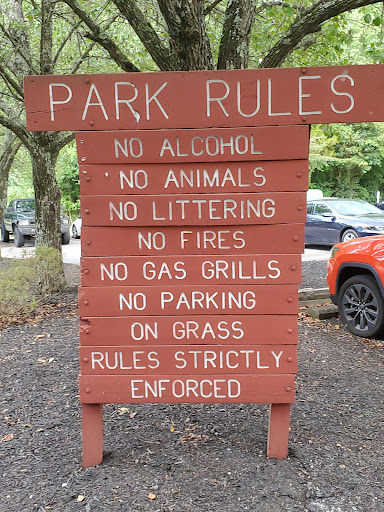 PARK RULES
NO ALCOHOL
NO ANIMALS
NO LITTERING
NO FIRES
NO GAS GRILLS
NO PARKING
ON GRASS
RULES STRICTLY
ENFORCED